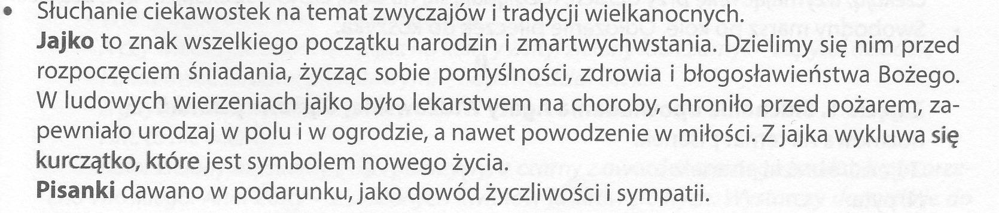 • Słuchanie ciekawostek na temat zwyczajów i tradycji wielkanocnych.
Jajko to znak wszelkiego początku narodzin i zmartwychwstania. Dzielimy się nim przed
rozpoczęciem śniadania, życząc sobie pomyślności, zdrowia i błogosławieństwa Bożego.
W ludowych wierzeniach jajko było lekarstwem na choroby, chroniło przed pożarem, za-
pewniało urodzaj w polu i w ogrodzie, a nawet powodzenie w miłości. Z jajka wykluwa się
kurczątko, które jest symbolem nowego życia.
Pisanki dawano w podarunku, jako dowód życzliwości i sympatii.